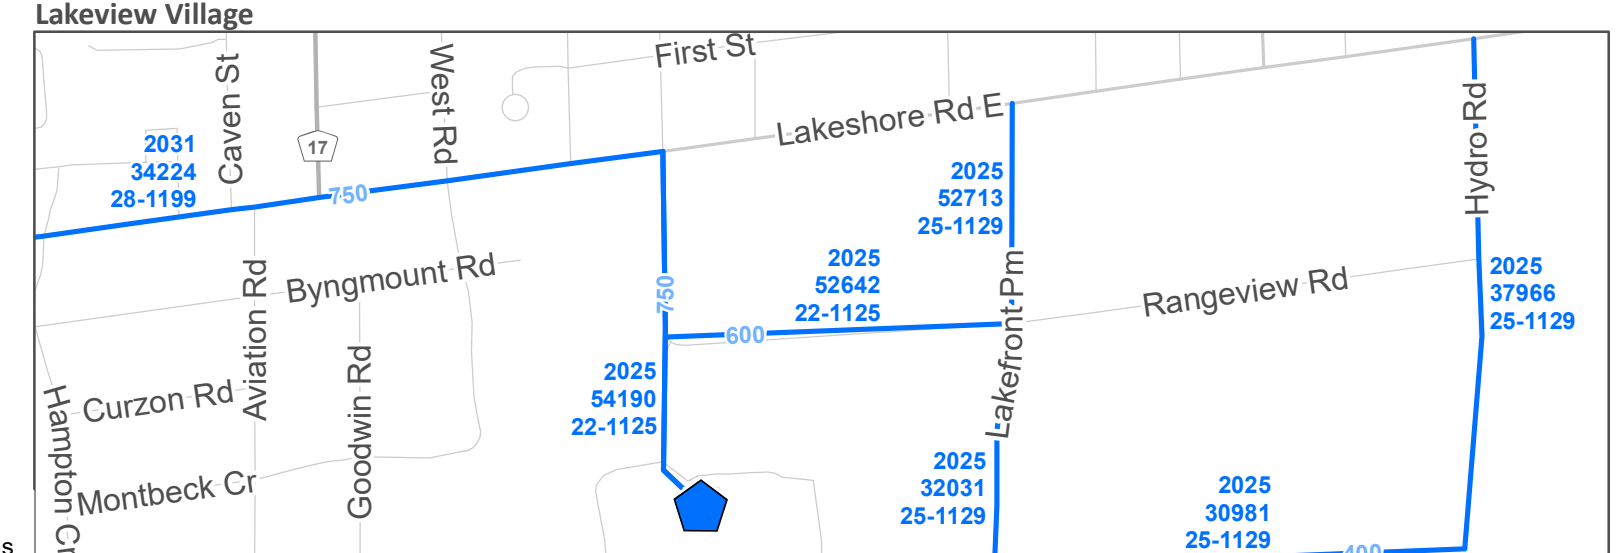 Lakeview Village
First St
Caven St
West Rd
17
Lakeshore Rd E
Hydro Rd
2031
34224
28-1199
750
2025
52713
25-1129
Byngmount Rd
Aviation Rd
750
2025
52642
22-1125
600
Lakefront Pm
Rangeview Rd
2025
37966
25-1129
Goodwin Rd
2025
54190
22-1125
Hampton Cr
Curzon Rd
Montbeck Cr
2025
32031
25-1129
2025
30981
25-1129
400
s